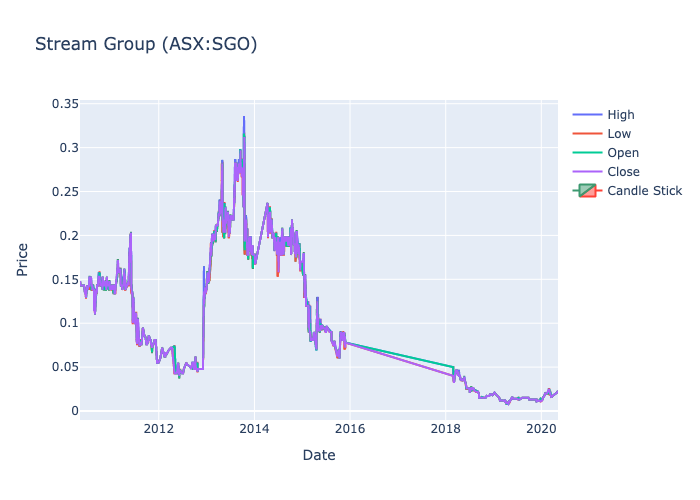 Stream Group (ASX:SGO)
0.35
0.3
0.25
0.2
0.15
0.1
0.05
0
Price
2012
2014
2016
2018
2020
Date
High
Low
Open
Close
Candle Stick